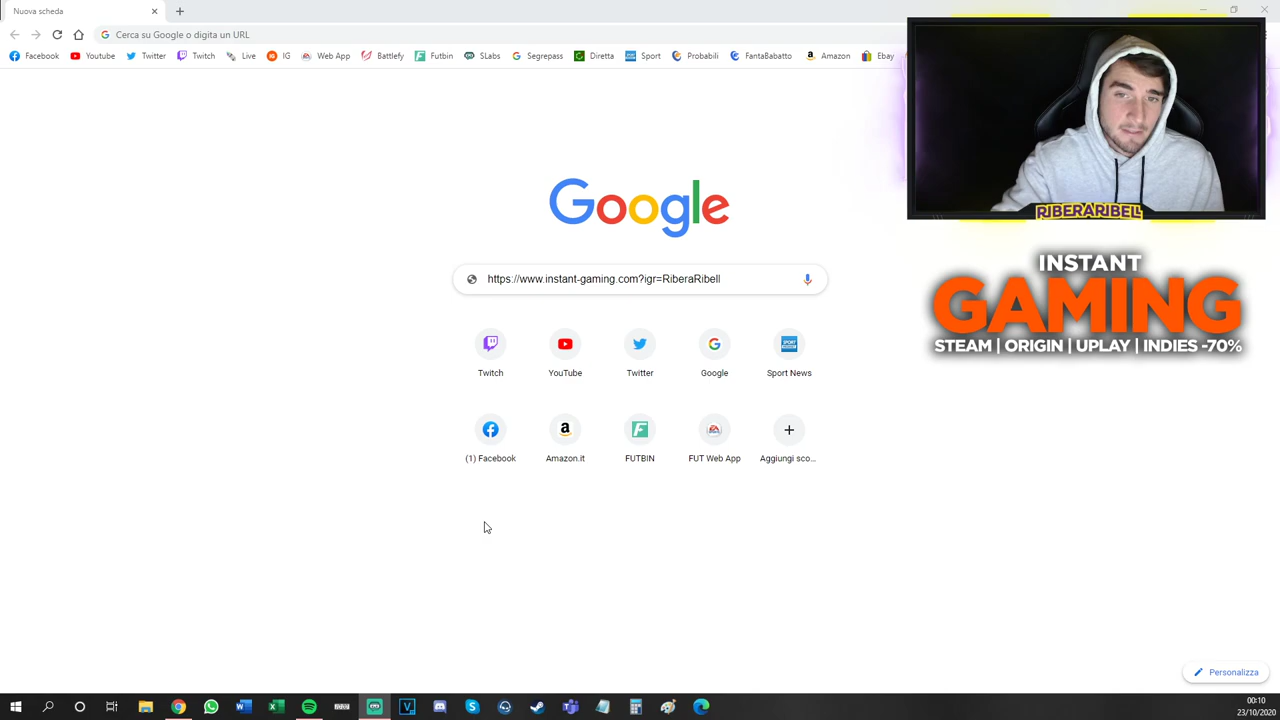 Nuova scheda
Cerca su Google o digita un URL
Facebook Youtube Twitter Twitch Live IG Web App Battlefy Futbin SLabs Segrepass Diretta Sport Probabili FantaBabatto Amazon Ebay
RIBERARIBELL
Google
INSTANT
GAMING
STEAM | ORIGIN | UPLAY | INDIES -70%
https://www.instant-gaming.com?igr=RiberaRibell
Twitch YouTube Twitter Google Sport News
(1) Facebook Amazon.it FUTBIN FUT Web App Aggiungi sco...
Personalizza
00:10
23/10/2020